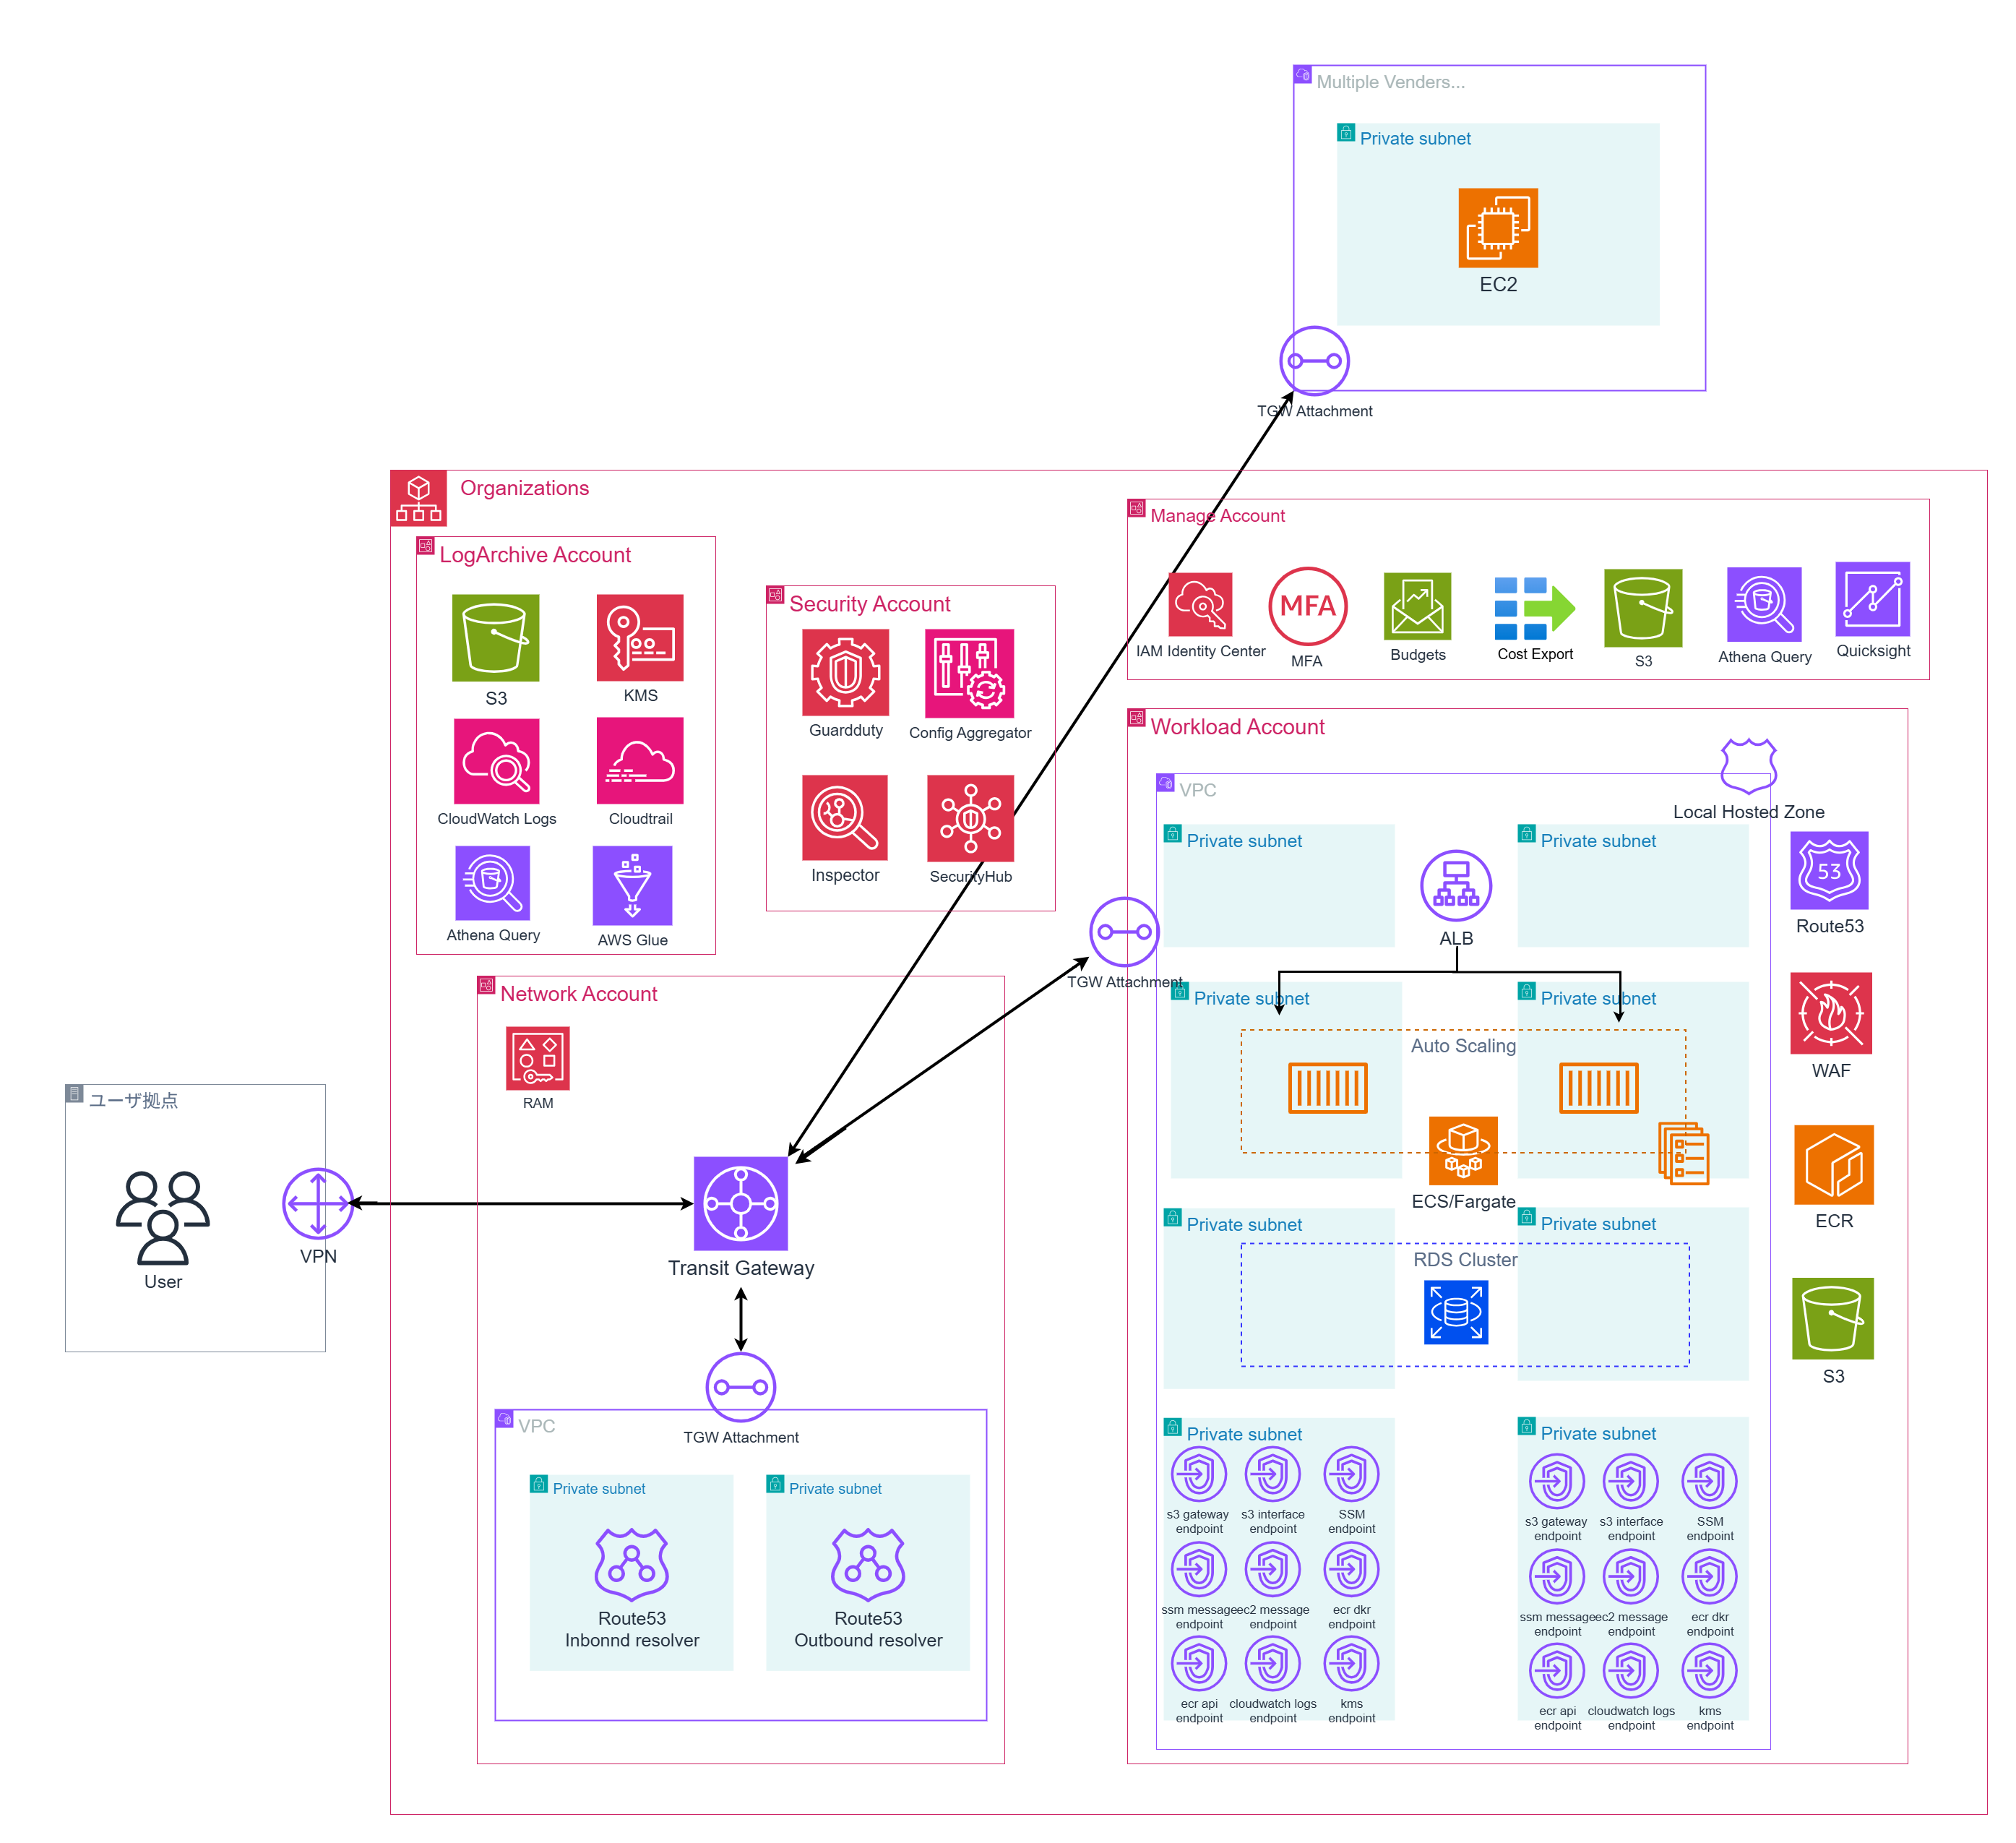 Multiple Venders...
Private subnet
EC2
TGW Attachment
Organizations
LogArchive Account
S3
KMS
CloudWatch Logs
Cloudtrail
Athena Query
AWS Glue
Security Account
Guardduty
Config Aggregator
Inspector
SecurityHub
Manage Account
IAM Identity Center
MFA
MFA
Budgets
Cost Export
S3
Athena Query
Quicksight
ユーザ拠点
User
VPN
Network Account
RAM
Transit Gateway
TGW Attachment
VPC
Private subnet
Route53
Inbonnd resolver
Private subnet
Route53
Outbound resolver
TGW Attachment
Workload Account
VPC
Local Hosted Zone
Private subnet
Private subnet
ALB
Private subnet
Private subnet
Auto Scaling
ECS/Fargate
Private subnet
Private subnet
RDS Cluster
Private subnet
s3 gateway
endpoint
s3 interface
endpoint
SSM
endpoint
ssm message
endpoint
ec2 message
endpoint
ecr dkr
endpoint
ecr api
endpoint
cloudwatch logs
endpoint
kms
endpoint
Private subnet
s3 gateway
endpoint
s3 interface
endpoint
SSM
endpoint
ssm message
endpoint
ec2 message
endpoint
ecr dkr
endpoint
ecr api
endpoint
cloudwatch logs
endpoint
kms
endpoint
53
Route53
WAF
ECR
S3